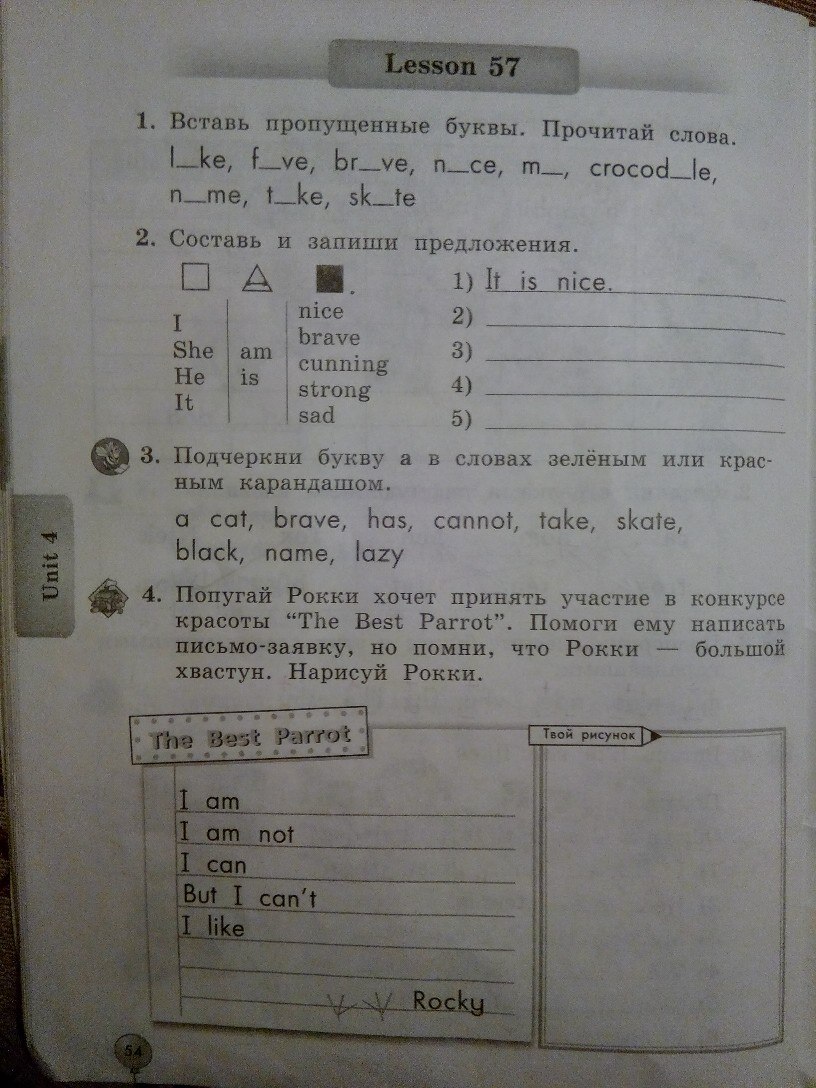 Lesson 57
1. Вставь пропущенные буквы. Прочитай слова.
l_ke, f_ve, br_ve, n_ce, m_, crocod_le,
n_me, t_ke, sk_te
2. Составь и запиши предложения.
1) It is nice.
2)
3)
4)
5)
I
She
He
It
am
is
nice
brave
cunning
strong
sad
3. Подчеркни букву a в словах зелёным или крас-
ным карандашом.
a cat, brave, has, cannot, take, skate,
black, name, lazy
Unit 4
4. Попугай Рокки хочет принять участие в конкурсе
красоты “The Best Parrot”. Помоги ему написать
письмо-заявку, но помни, что Рокки — большой
хвастун. Нарисуй Рокки.
The Best Parrot
Твой рисунок
I am
I am not
I can
But I can't
I like
Rocky
54